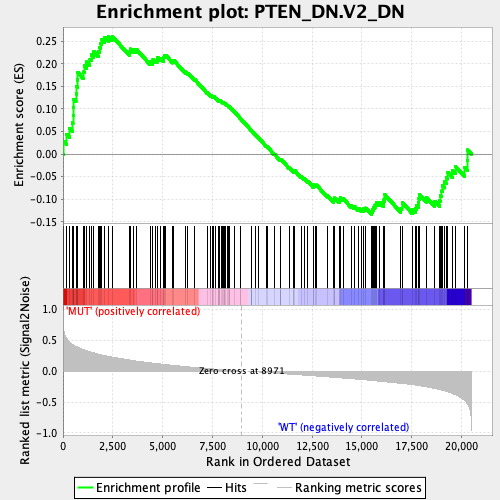 Enrichment plot: PTEN_DN.V2_DN
Enrichment score (ES)
0.25
0.20
0.15
0.10
0.05
0.00
-0.05
-0.10
-0.15
'MUT' (positively correlated)
Ranked list metric (Signal2Noise)
1.0
0.5
0.0
-0.5
-1.0
Zero cross at 8971
'WT' (negatively correlated)
0
2,500
5,000
7,500
10,000
12,500
15,000
17,500
20,000
Rank in Ordered Dataset
Enrichment profile
Hits
Ranking metric scores